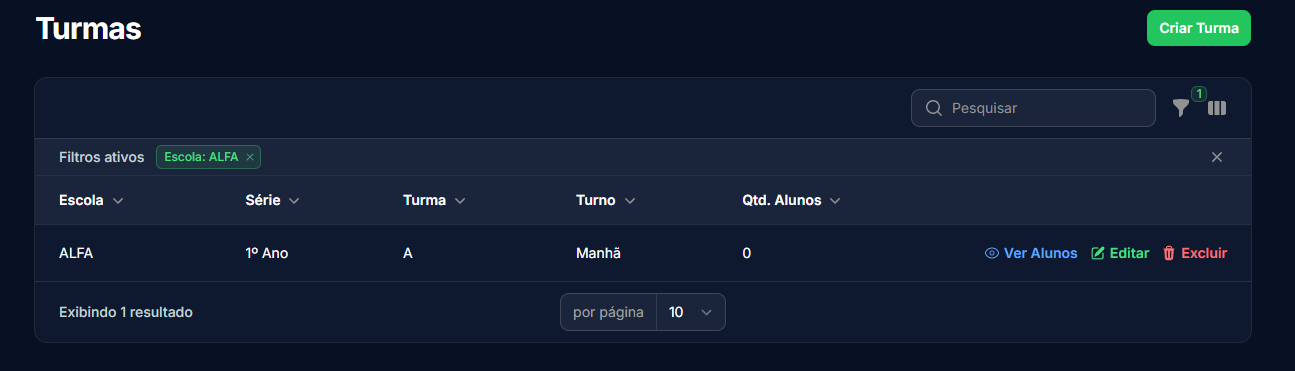 Turmas
Criar Turma
Pesquisar
1
Filtros ativos Escola: ALFA
Escola Série Turma Turno Qtd. Alunos
ALFA 1º Ano A Manhã 0 Ver Alunos Editar Excluir
Exibindo 1 resultado por página 10